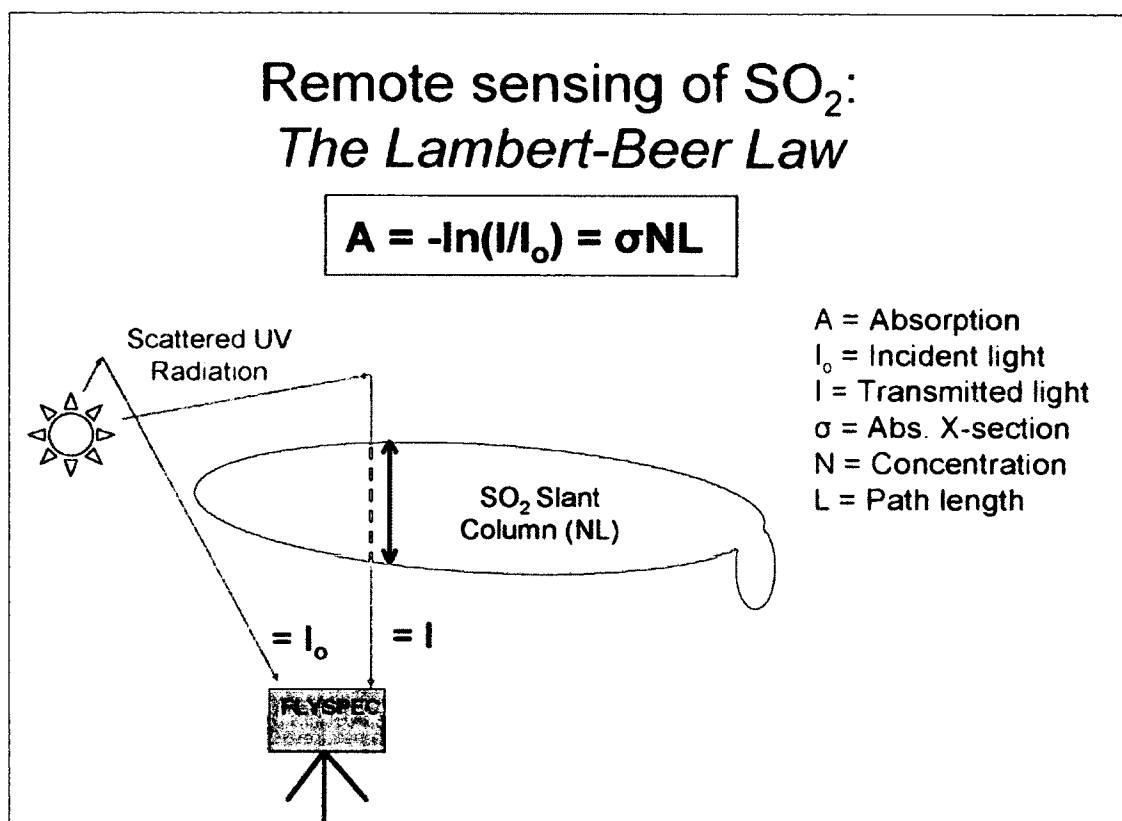 Remote sensing of SO₂:
The Lambert-Beer Law
A = -ln(I/Iₒ) = σNL
Scattered UV
Radiation
A = Absorption
Iₒ = Incident light
I = Transmitted light
σ = Abs. X-section
N = Concentration
L = Path length
SO₂ Slant
Column (NL)
= Iₒ
= I
FLYSPEC